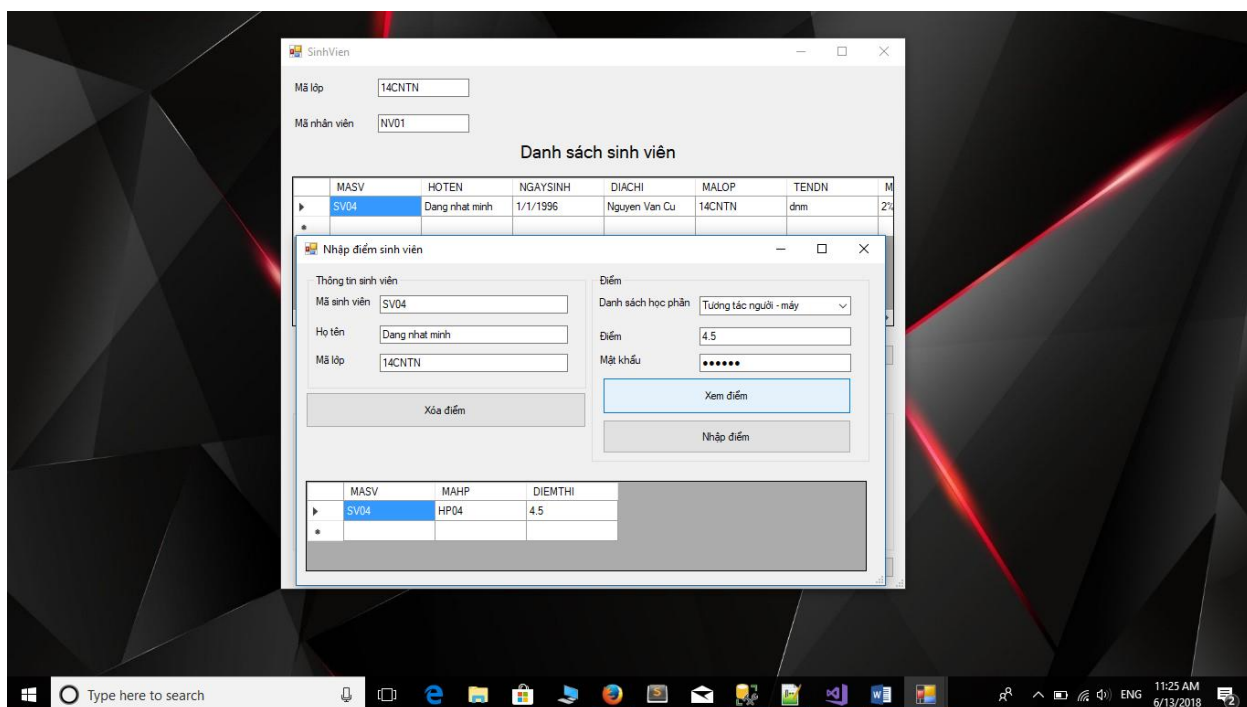 SinhVien
Mã lớp 14CNTN
Mã nhân viên NV01
Danh sách sinh viên
MASV HOTEN NGAYSINH DIACHI MALOP TENDN M
SV04 Dang nhat minh 1/1/1996 Nguyen Van Cu 14CNTN dnm
Nhập điểm sinh viên
Thông tin sinh viên
Mã sinh viên SV04
Họ tên Dang nhat minh
Mã lớp 14CNTN
Xóa điểm
Điểm
Danh sách học phần Tương tác người - máy
Điểm 4.5
Mật khẩu ●●●●●●
Xem điểm
Nhập điểm
MASV MAHP DIEMTHI
SV04 HP04 4.5
Type here to search
ENG
11:25 AM
6/13/2018